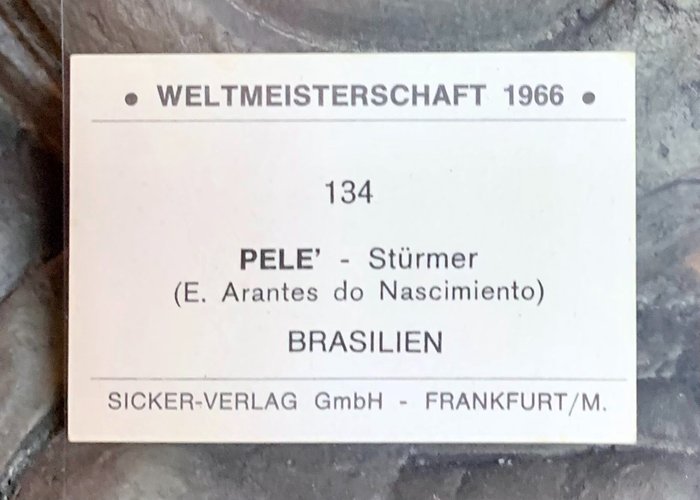 • WELTMEISTERSCHAFT 1966 •
134
PELE’ - Stürmer
(E. Arantes do Nascimiento)
BRASILIEN
SICKER-VERLAG GmbH - FRANKFURT/M.